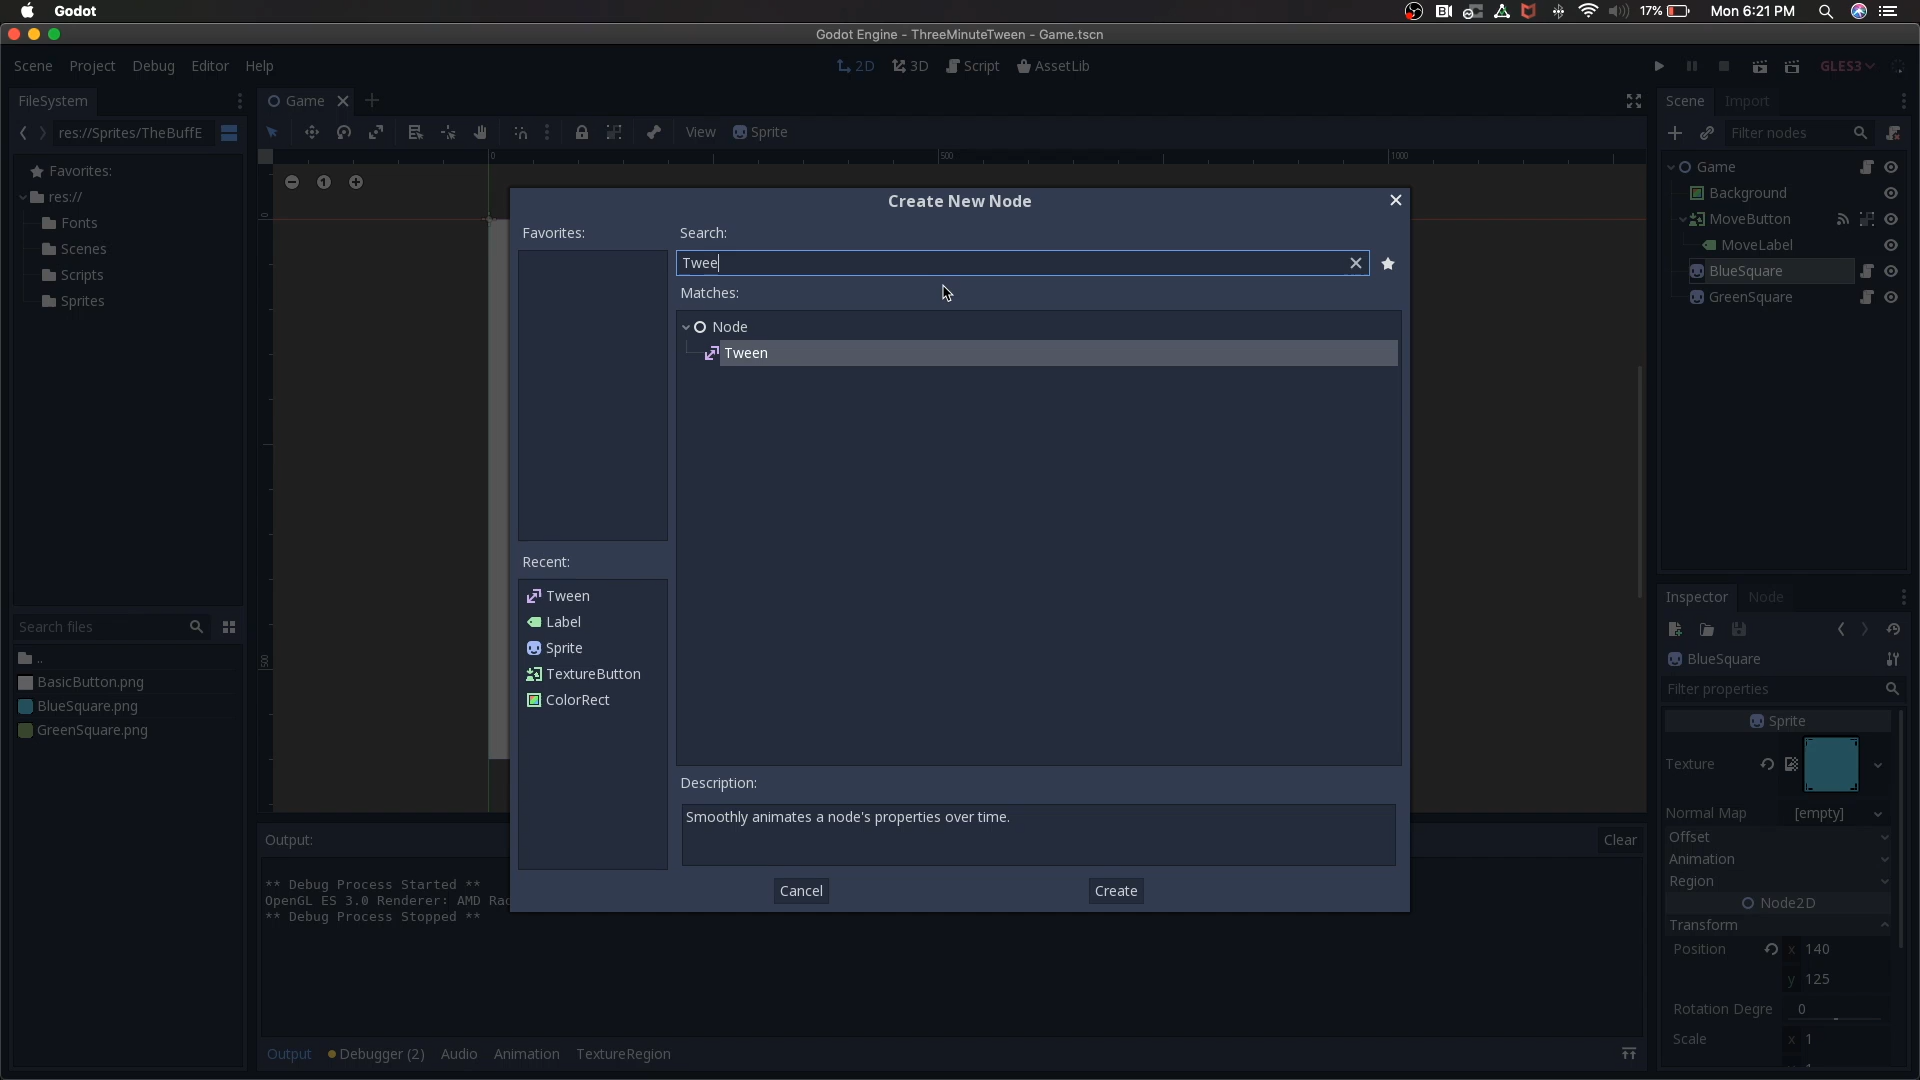 Godot
17%
Mon 6:21 PM
Godot Engine - ThreeMinuteTween - Game.tscn
Scene Project Debug Editor Help
2D 3D Script AssetLib
GLES3
FileSystem
Game
Scene Import
res://Sprites/TheBuffE
View Sprite
Filter nodes
0 500 1000
Favorites:
res://
Fonts
Scenes
Scripts
Sprites
0
500
Create New Node
Favorites:
Search:
Twee
Matches:
Node
Tween
Recent:
Tween
Label
Sprite
TextureButton
ColorRect
Description:
Smoothly animates a node's properties over time.
Cancel Create
Game
Background
MoveButton
MoveLabel
BlueSquare
GreenSquare
Search files
..
BasicButton.png
BlueSquare.png
GreenSquare.png
Inspector Node
BlueSquare
Filter properties
Sprite
Texture
Normal Map [empty]
Offset
Animation
Region
Node2D
Transform
Position x 140
y 125
Rotation Degre 0
Scale x 1
Output:
Clear
** Debug Process Started **
OpenGL ES 3.0 Renderer: AMD
** Debug Process Stopped **
Output Debugger (2) Audio Animation TextureRegion